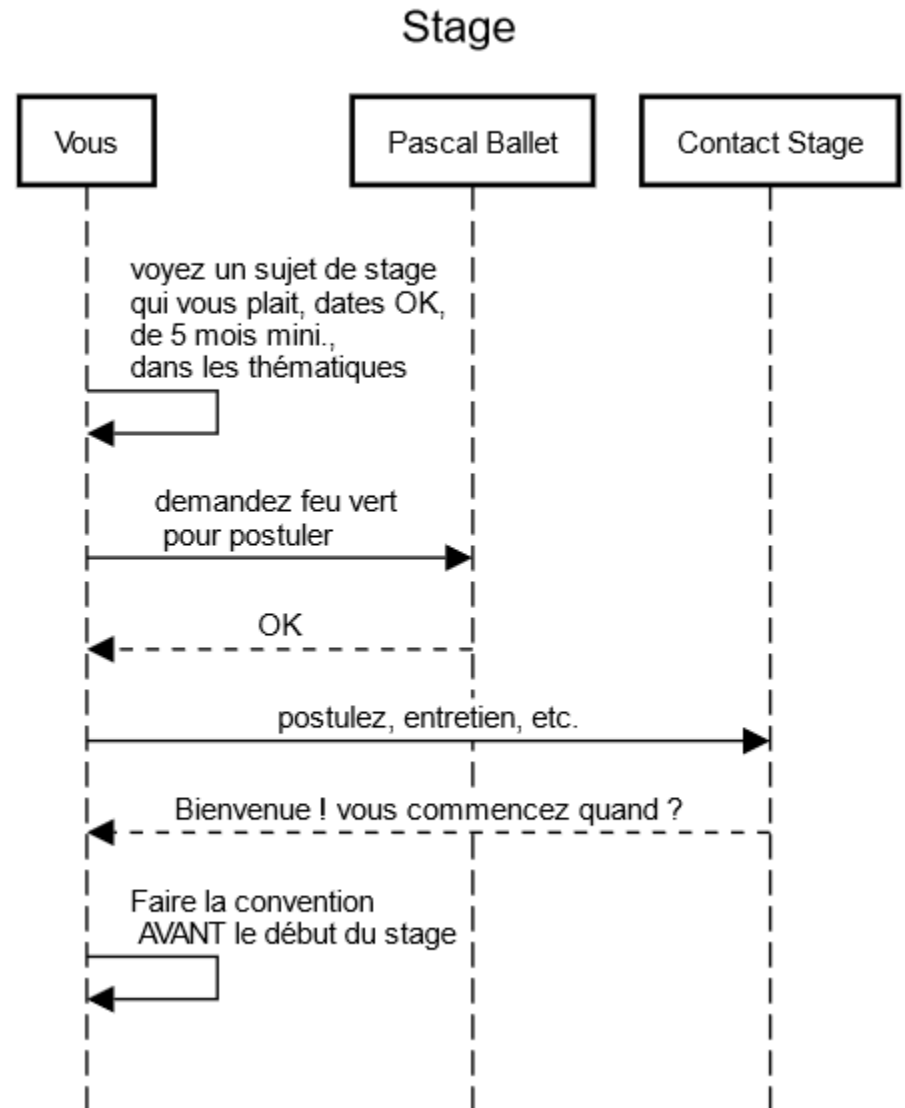 Stage
Vous
Pascal Ballet
Contact Stage
voyez un sujet de stage
qui vous plait, dates OK,
de 5 mois mini.,
dans les thématiques
demandez feu vert
pour postuler
OK
postulez, entretien, etc.
Bienvenue ! vous commencez quand ?
Faire la convention
AVANT le début du stage